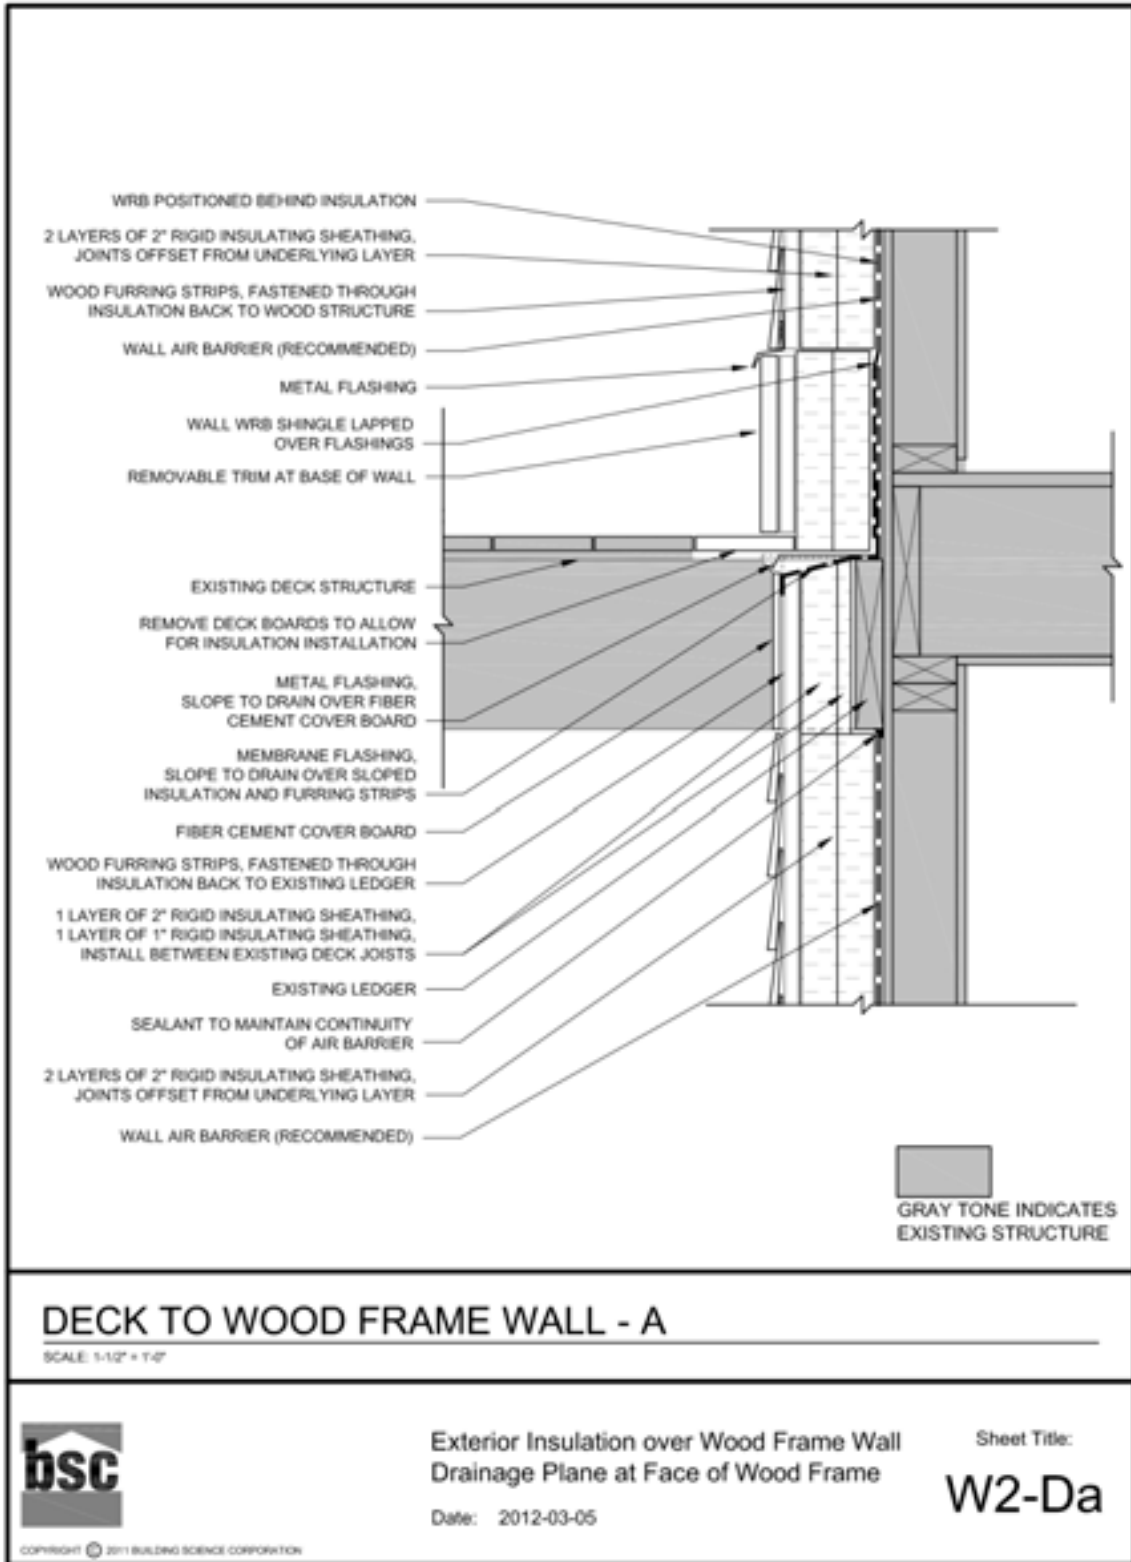 WRB POSITIONED BEHIND INSULATION
2 LAYERS OF 2" RIGID INSULATING SHEATHING,
JOINTS OFFSET FROM UNDERLYING LAYER
WOOD FURRING STRIPS, FASTENED THROUGH
INSULATION BACK TO WOOD STRUCTURE
WALL AIR BARRIER (RECOMMENDED)
METAL FLASHING
WALL WRB SHINGLE LAPPED
OVER FLASHINGS
REMOVABLE TRIM AT BASE OF WALL
EXISTING DECK STRUCTURE
REMOVE DECK BOARDS TO ALLOW
FOR INSULATION INSTALLATION
METAL FLASHING,
SLOPE TO DRAIN OVER FIBER
CEMENT COVER BOARD
MEMBRANE FLASHING,
SLOPE TO DRAIN OVER SLOPED
INSULATION AND FURRING STRIPS
FIBER CEMENT COVER BOARD
WOOD FURRING STRIPS, FASTENED THROUGH
INSULATION BACK TO EXISTING LEDGER
1 LAYER OF 2" RIGID INSULATING SHEATHING,
1 LAYER OF 1" RIGID INSULATING SHEATHING,
INSTALL BETWEEN EXISTING DECK JOISTS
EXISTING LEDGER
SEALANT TO MAINTAIN CONTINUITY
OF AIR BARRIER
2 LAYERS OF 2" RIGID INSULATING SHEATHING,
JOINTS OFFSET FROM UNDERLYING LAYER
WALL AIR BARRIER (RECOMMENDED)
GRAY TONE INDICATES
EXISTING STRUCTURE
DECK TO WOOD FRAME WALL - A
SCALE: 1-1/2" = 1'-0"
bsc
COPYRIGHT © 2011 BUILDING SCIENCE CORPORATION
Exterior Insulation over Wood Frame Wall
Drainage Plane at Face of Wood Frame
Date: 2012-03-05
Sheet Title:
W2-Da